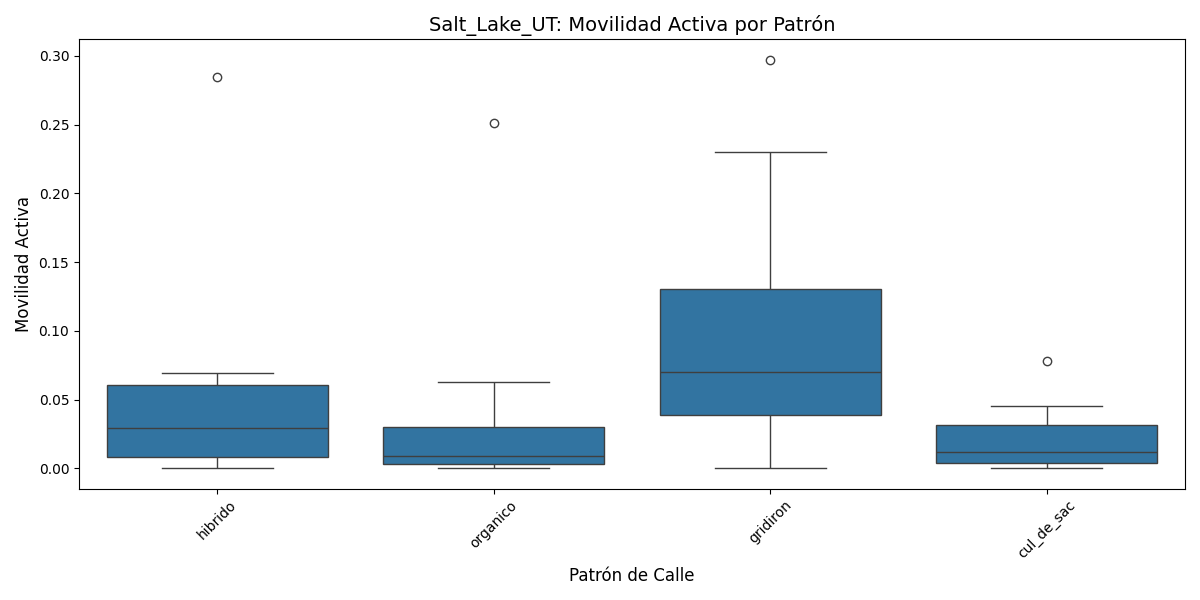 Salt_Lake_UT: Movilidad Activa por Patrón
Movilidad Activa
0.30
0.25
0.20
0.15
0.10
0.05
0.00
hibrido
organico
gridiron
cul_de_sac
Patrón de Calle